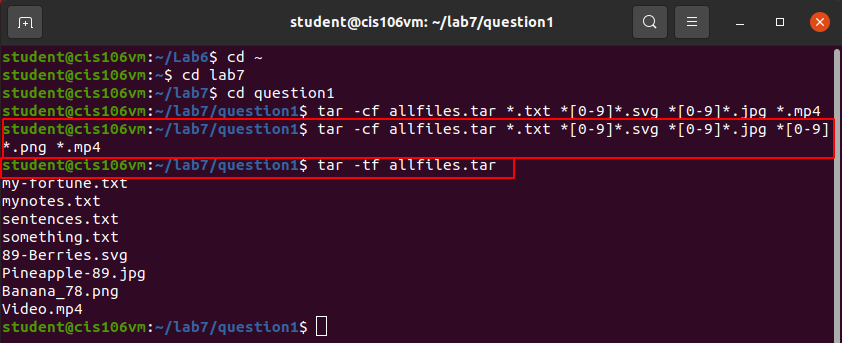 student@cis106vm: ~/lab7/question1
student@cis106vm:~/Lab6$ cd ~
student@cis106vm:~$ cd lab7
student@cis106vm:~/lab7$ cd question1
student@cis106vm:~/lab7/question1$ tar -cf allfiles.tar *.txt *[0-9]*.svg *[0-9]*.jpg *.mp4
student@cis106vm:~/lab7/question1$ tar -cf allfiles.tar *.txt *[0-9]*.svg *[0-9]*.jpg *[0-9]
*.png *.mp4
student@cis106vm:~/lab7/question1$ tar -tf allfiles.tar
my-fortune.txt
mynotes.txt
sentences.txt
something.txt
89-Berries.svg
Pineapple-89.jpg
Banana_78.png
Video.mp4
student@cis106vm:~/lab7/question1$